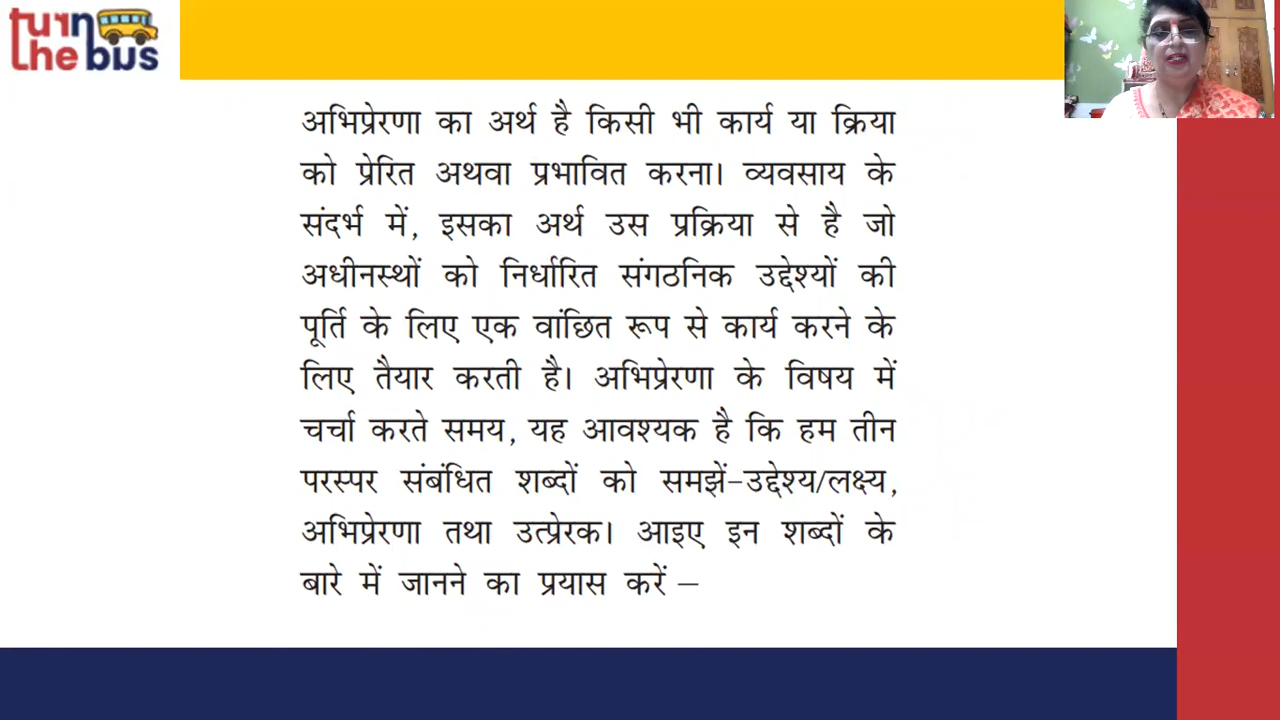 turn
the bus
अभिप्रेरणा का अर्थ है किसी भी कार्य या क्रिया
को प्रेरित अथवा प्रभावित करना। व्यवसाय के
संदर्भ में, इसका अर्थ उस प्रक्रिया से है जो
अधीनस्थों को निर्धारित संगठनिक उद्देश्यों की
पूर्ति के लिए एक वांछित रूप से कार्य करने के
लिए तैयार करती है। अभिप्रेरणा के विषय में
चर्चा करते समय, यह आवश्यक है कि हम तीन
परस्पर संबंधित शब्दों को समझें–उद्देश्य/लक्ष्य,
अभिप्रेरणा तथा उत्प्रेरक। आइए इन शब्दों के
बारे में जानने का प्रयास करें –